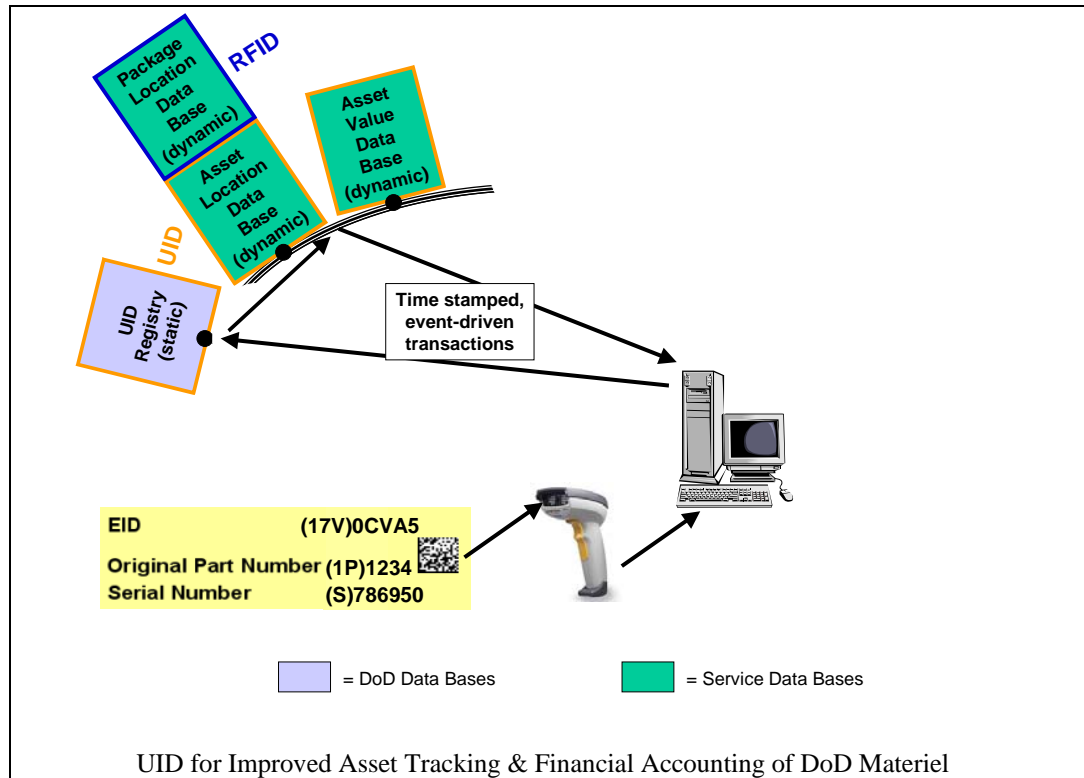 Package
Location
Data
Base
(dynamic)
RFID
Asset
Location
Data
Base
(dynamic)
Asset
Value
Data
Base
(dynamic)
UID
UID
Registry
(static)
Time stamped,
event-driven
transactions
EID (17V)0CVA5
Original Part Number (1P)1234
Serial Number (S)786950
= DoD Data Bases
= Service Data Bases
UID for Improved Asset Tracking & Financial Accounting of DoD Materiel